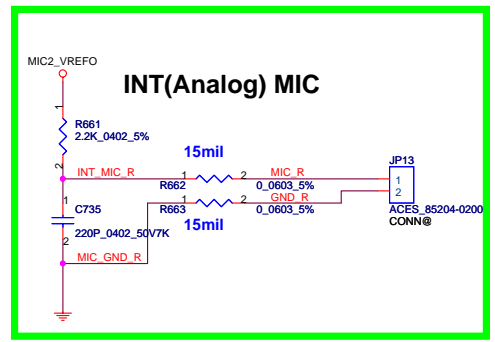 MIC2_VREFO
INT(Analog) MIC
1
R661
2.2K_0402_5%
2
15mil
JP13
INT_MIC_R
1
2
MIC_R
1
R662
0_0603_5%
GND_R
2
1
2
R663
0_0603_5%
1
C735
15mil
ACES_85204-0200
CONN@
220P_0402_50V7K
2
MIC_GND_R